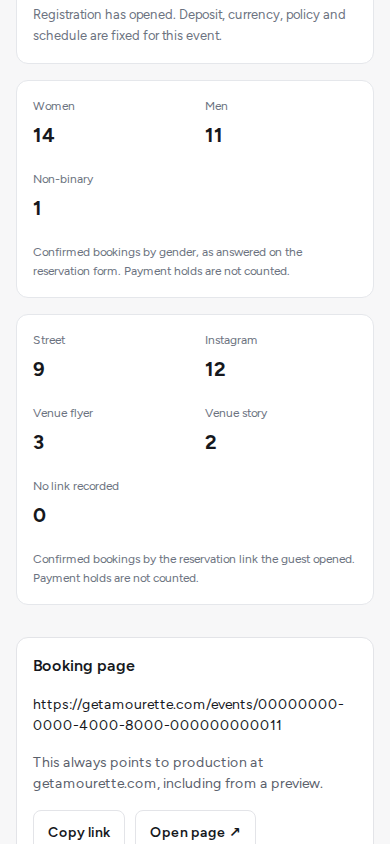 Registration has opened. Deposit, currency, policy and
schedule are fixed for this event.
Women
Men
14
11
Non-binary
1
Confirmed bookings by gender, as answered on the
reservation form. Payment holds are not counted.
Street
Instagram
9
12
Venue flyer
Venue story
3
2
No link recorded
0
Confirmed bookings by the reservation link the guest opened.
Payment holds are not counted.
Booking page
https://getamourette.com/events/00000000-
0000-4000-8000-000000000011
This always points to production at
getamourette.com, including from a preview.
Copy link
Open page ↗